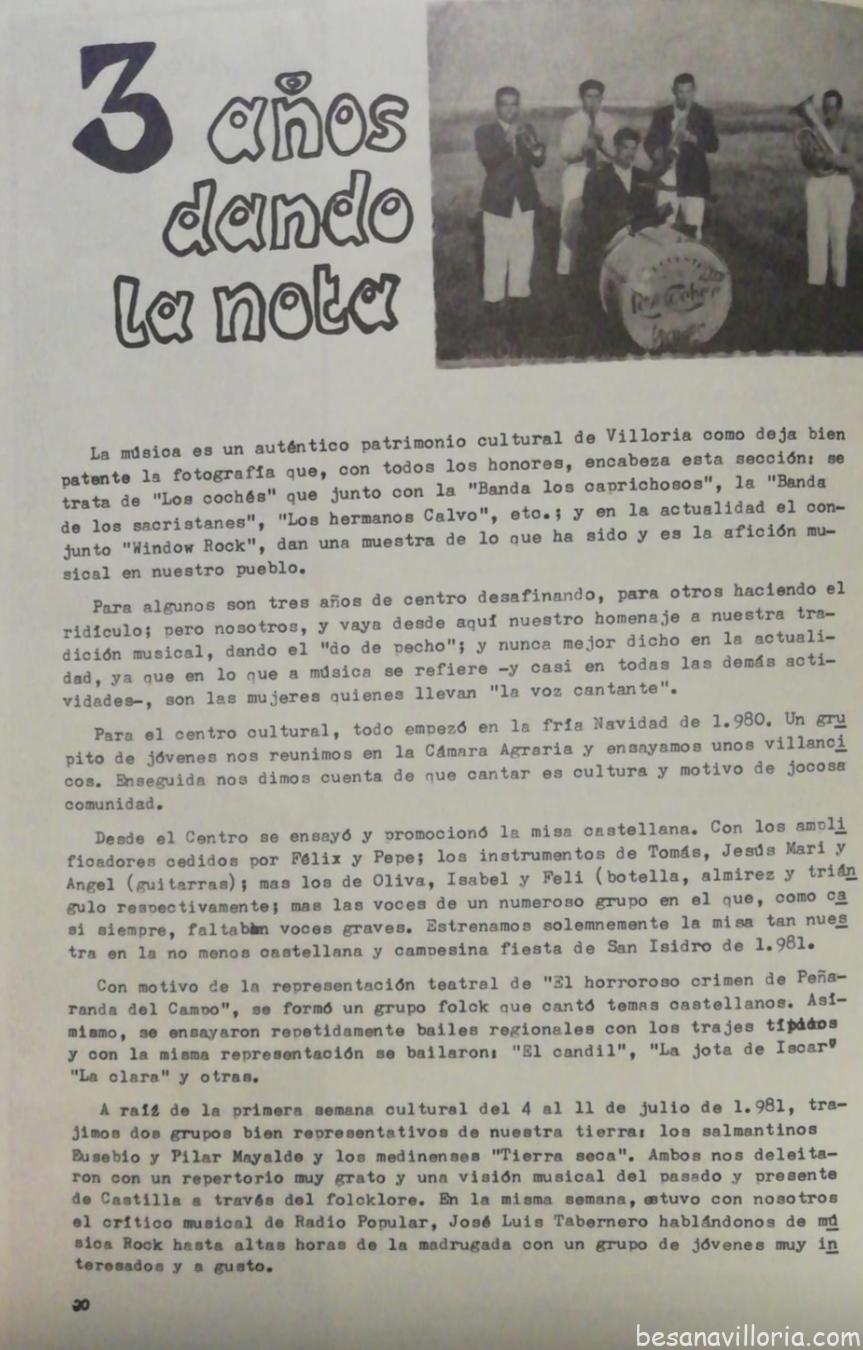 3 años
dando
la nota
La música es un auténtico patrimonio cultural de Villoria como deja bien
patente la fotografía que, con todos los honores, encabeza esta sección: se
trata de "Los cochés" que junto con la "Banda los caprichosos", la "Banda
de los sacristanes", "Los hermanos Calvo", etc.; y en la actualidad el con-
junto "Window Rock", dan una muestra de lo que ha sido y es la afición mu-
sical en nuestro pueblo.
Para algunos son tres años de centro desafinando, para otros haciendo el
ridículo; pero nosotros, y vaya desde aquí nuestro homenaje a nuestra tra-
dición musical, dando el "do de pecho"; y nunca mejor dicho en la actuali-
dad, ya que en lo que a música se refiere -y casi en todas las demás acti-
vidades-, son las mujeres quienes llevan "la voz cantante".
Para el centro cultural, todo empezó en la fría Navidad de 1.980. Un gru
pito de jóvenes nos reunimos en la Cámara Agraria y ensayamos unos villanci
cos. Enseguida nos dimos cuenta de que cantar es cultura y motivo de jocosa
comunidad.
Desde el Centro se ensayó y promocionó la misa castellana. Con los ampli
ficadores cedidos por Félix y Pepe; los instrumentos de Tomás, Jesús Mari y
Angel (guitarras); mas los de Oliva, Isabel y Feli (botella, almirez y trián
gulo respectivamente; mas las voces de un numeroso grupo en el que, como ca
si siempre, faltaban voces graves. Estrenamos solemnemente la misa tan nues
tra en la no menos castellana y campesina fiesta de San Isidro de 1.981.
Con motivo de la representación teatral de "El horroroso crimen de Peña-
randa del Campo", se formó un grupo folck que cantó temas castellanos. Así-
mismo, se ensayaron repetidamente bailes regionales con los trajes típicos
y con la misma representación se bailaron: "El candil", "La jota de Iscar"
"La clara" y otras.
A raíz de la primera semana cultural del 4 al 11 de julio de 1.981, tra-
jimos dos grupos bien representativos de nuestra tierra: los salmantinos
Eusebio y Pilar Mayalde y los medinenses "Tierra seca". Ambos nos deleita-
ron con un repertorio muy grato y una visión musical del pasado y presente
de Castilla a través del folcklore. En la misma semana, estuvo con nosotros
el crítico musical de Radio Popular, José Luis Tabernero hablándonos de mú
sica Rock hasta altas horas de la madrugada con un grupo de jóvenes muy in
teresados y a gusto.
besanavilloria.com